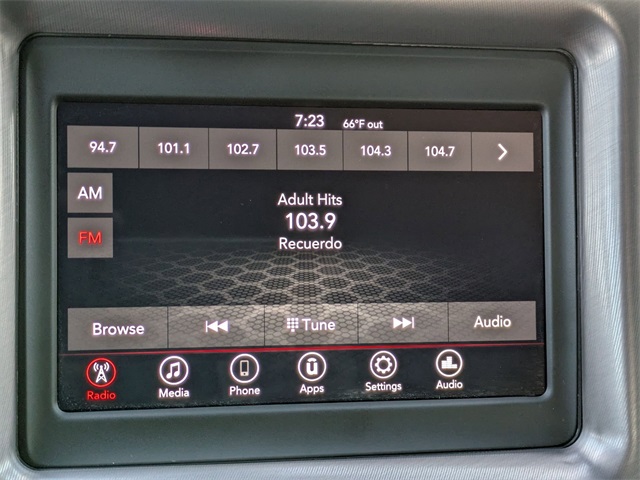 7:23 66°F out
94.7 101.1 102.7 103.5 104.3 104.7
AM
Adult Hits
103.9
FM
Recuerdo
Browse Tune Audio
Radio Media Phone Apps Settings Audio